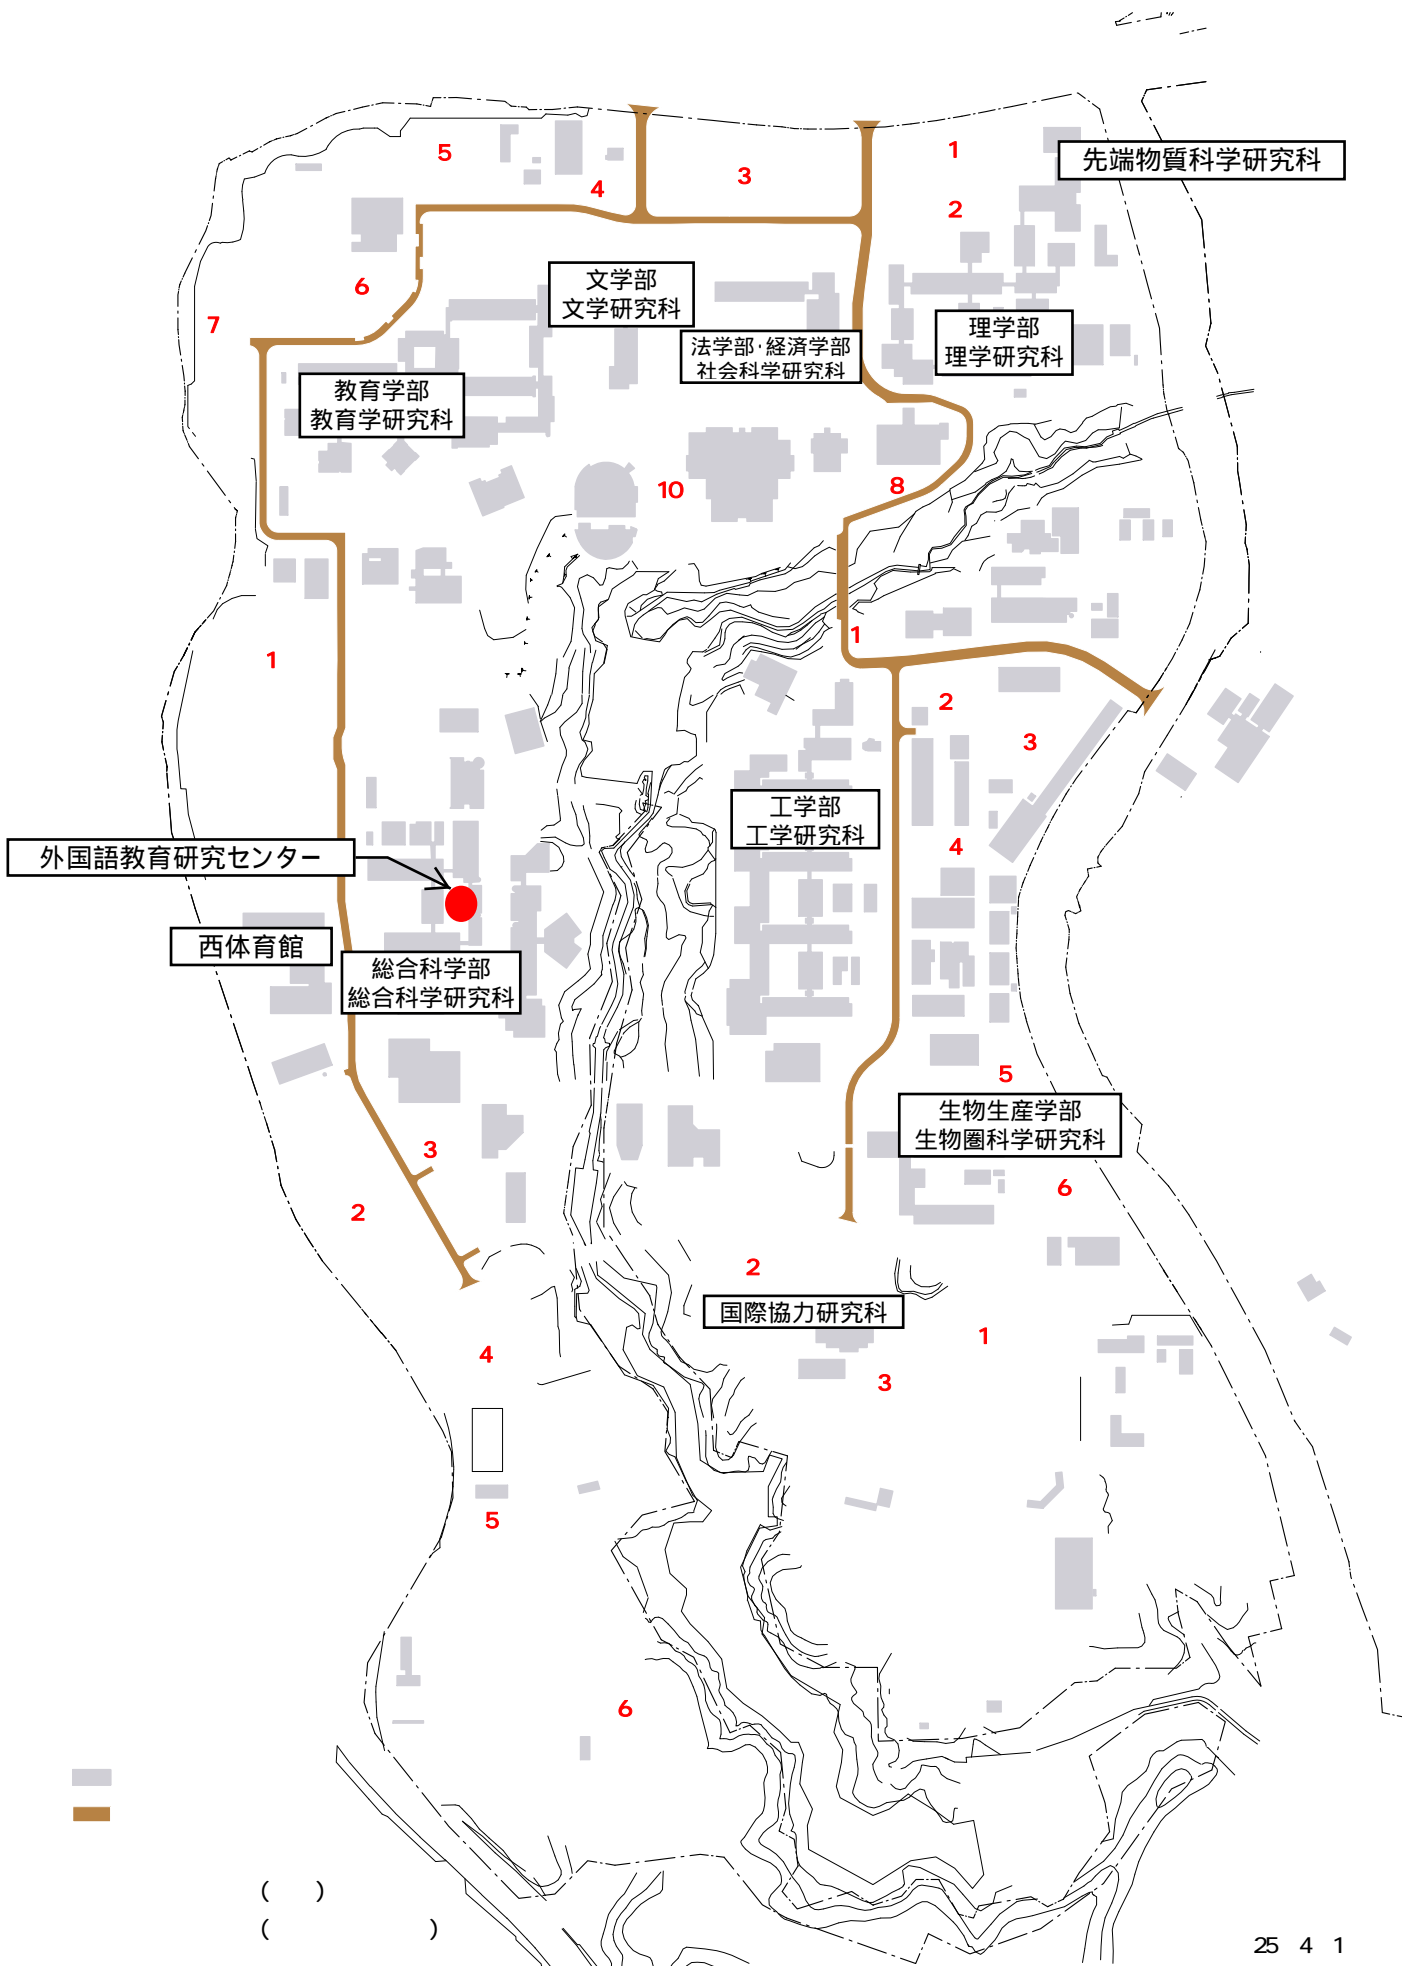 5
1
先端物質科学研究科
3
4
2
文学部
文学研究科
6
7
理学部
理学研究科
法学部・経済学部
社会科学研究科
教育学部
教育学研究科
10
8
1
1
2
3
工学部
工学研究科
4
外国語教育研究センター
西体育館
総合科学部
総合科学研究科
5
生物生産学部
生物圏科学研究科
3
6
2
2
国際協力研究科
1
4
3
5
6
(　　)
(　　　　　　　)
25　4　1